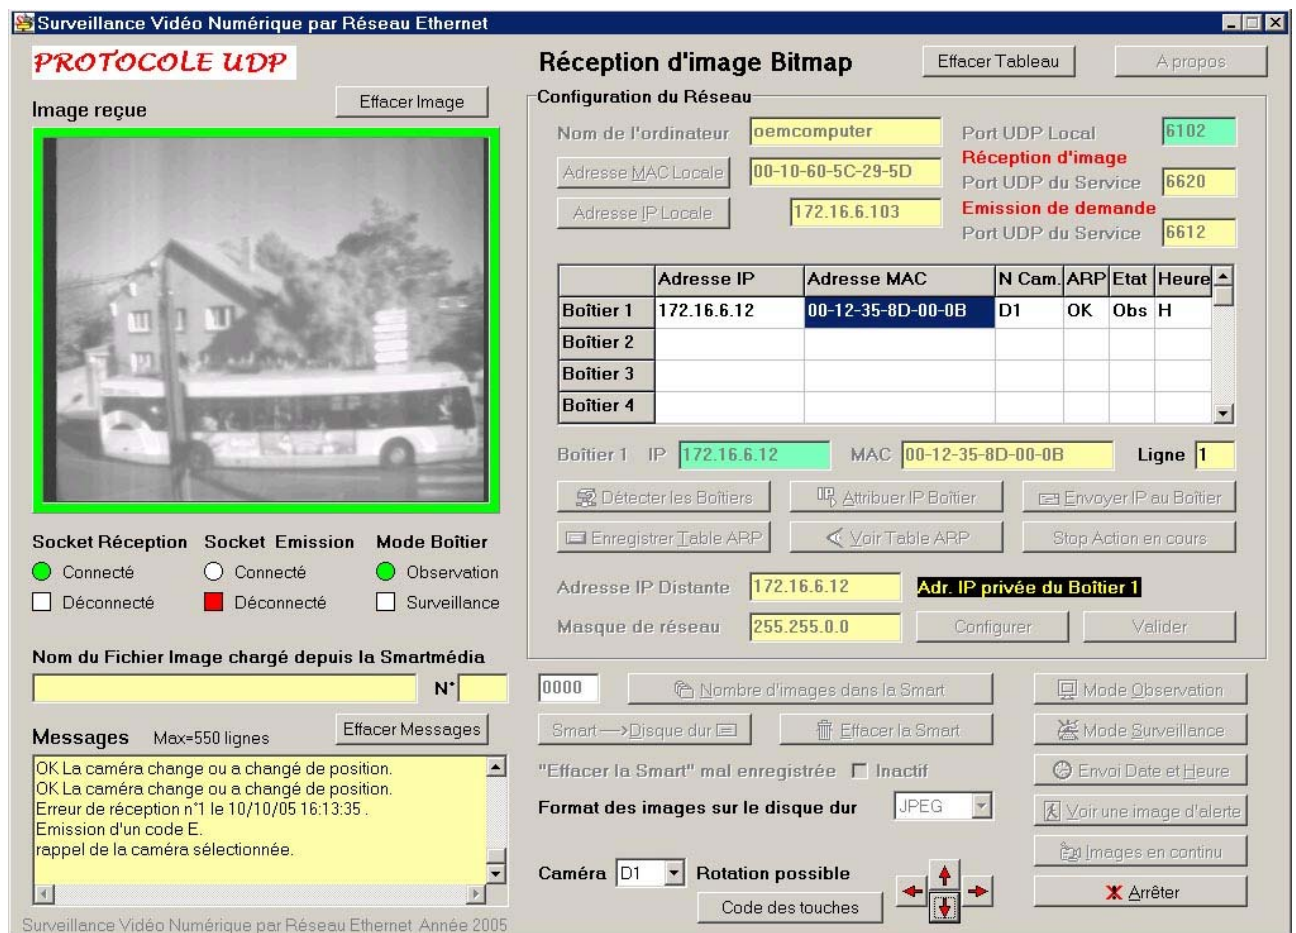 Surveillance Vidéo Numérique par Réseau Ethernet
PROTOCOLE UDP
Réception d'image Bitmap
Effacer Tableau
A propos
Image reçue
Effacer Image
Configuration du Réseau
Nom de l'ordinateur oemcomputer
Port UDP Local 6102
Adresse MAC Locale 00-10-60-5C-29-5D
Réception d'image
Port UDP du Service 6620
Adresse IP Locale 172.16.6.103
Emission de demande
Port UDP du Service 6612
Adresse IP Adresse MAC N Cam. ARP Etat Heure
Boîtier 1 172.16.6.12 00-12-35-8D-00-0B D1 OK Obs H
Boîtier 2
Boîtier 3
Boîtier 4
Boîtier 1 IP 172.16.6.12 MAC 00-12-35-8D-00-0B Ligne 1
Détecter les Boîtiers
Attribuer IP Boîtier
Envoyer IP au Boîtier
Enregistrer Table ARP
Voir Table ARP
Stop Action en cours
Adresse IP Distante 172.16.6.12 Adr. IP privée du Boîtier 1
Masque de réseau 255.255.0.0 Configurer Valider
Socket Réception Socket Emission Mode Boîtier
Connecté Connecté Observation
Déconnecté Déconnecté Surveillance
Nom du Fichier Image chargé depuis la Smartmédia
N°
Messages Max=550 lignes Effacer Messages
OK La caméra change ou a changé de position.
OK La caméra change ou a changé de position.
Erreur de réception n°1 le 10/10/05 16:13:35 .
Emission d'un code E.
rappel de la caméra sélectionnée.
Surveillance Vidéo Numérique par Réseau Ethernet Année 2005
0000 Nombre d'images dans la Smart
Smart-->Disque dur
Effacer la Smart
"Effacer la Smart" mal enregistrée Inactif
Format des images sur le disque dur JPEG
Caméra D1 Rotation possible
Code des touches
Mode Observation
Mode Surveillance
Envoi Date et Heure
Voir une image d'alerte
Images en continu
Arrêter